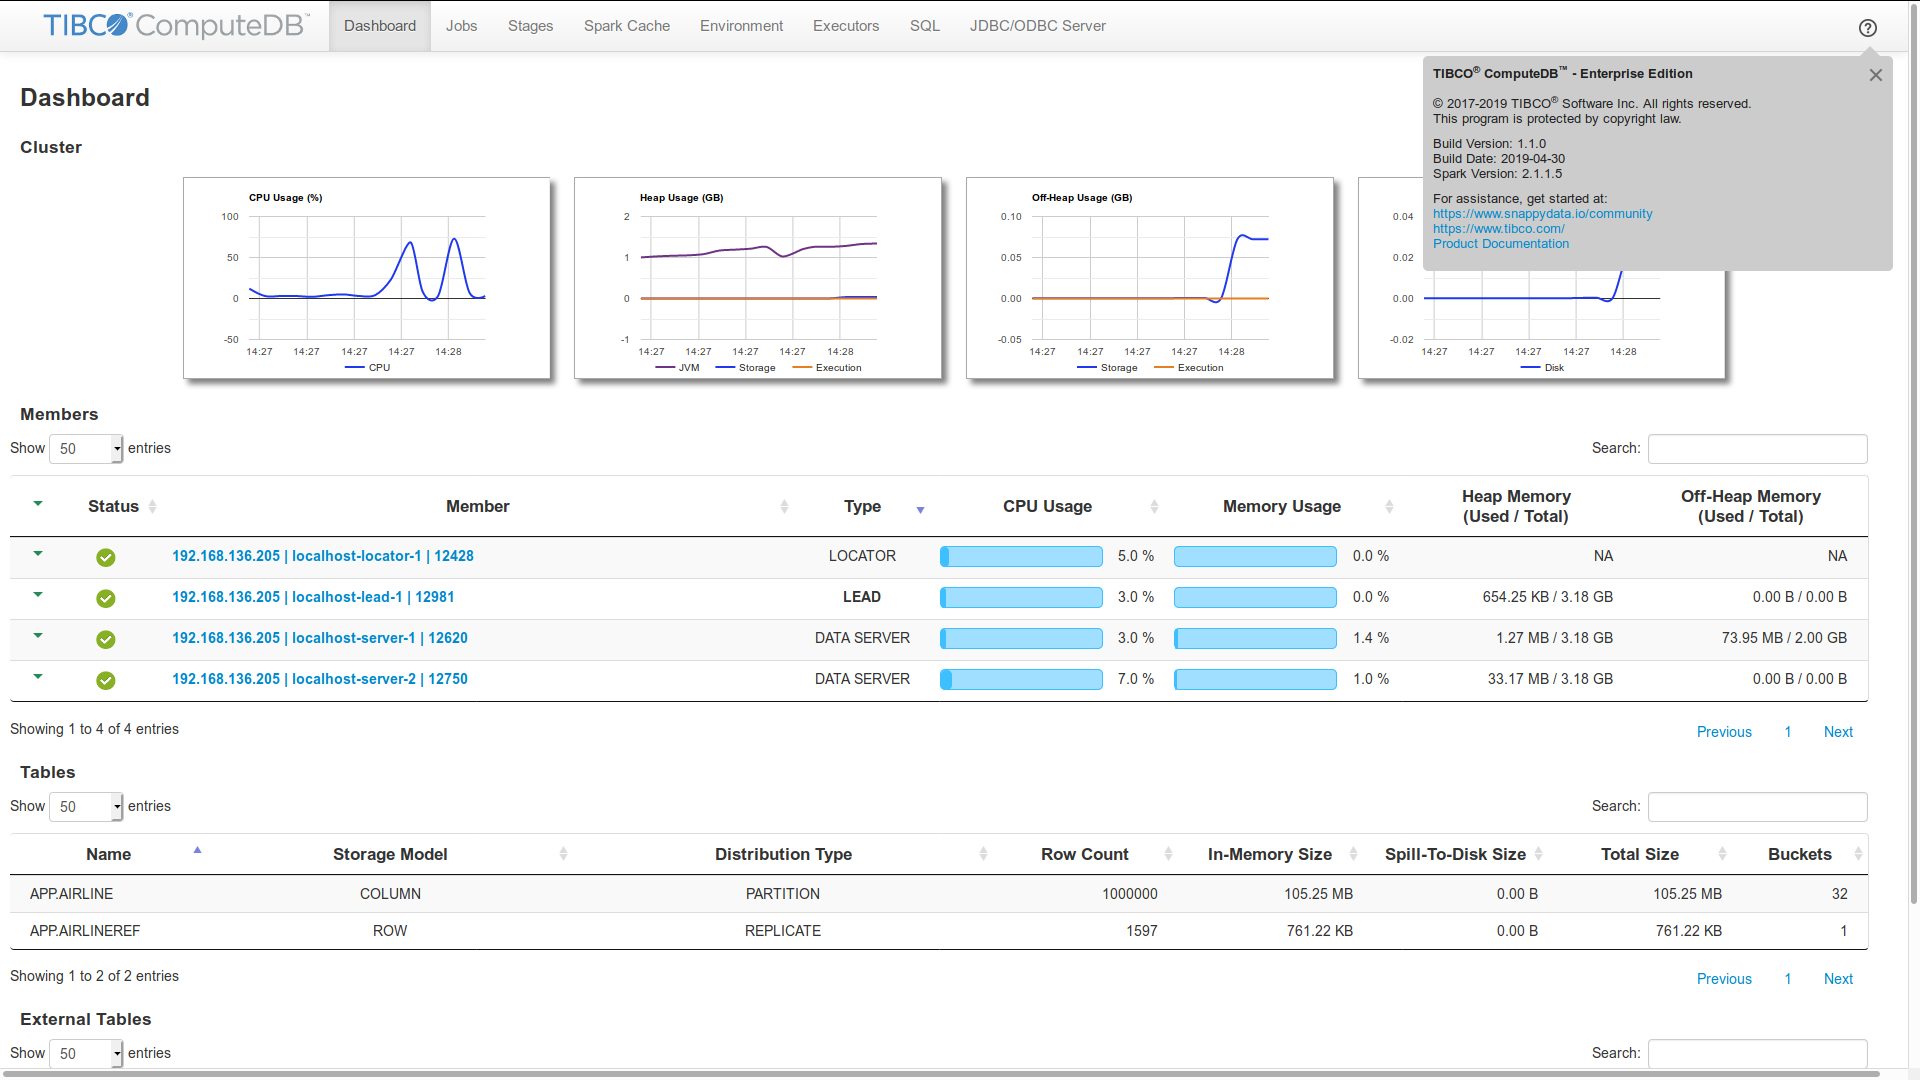 TIBCO® ComputeDB™
Dashboard
Jobs
Stages
Spark Cache
Environment
Executors
SQL
JDBC/ODBC Server
TIBCO® ComputeDB™ - Enterprise Edition
© 2017-2019 TIBCO® Software Inc. All rights reserved.
This program is protected by copyright law.
Build Version: 1.1.0
Build Date: 2019-04-30
Spark Version: 2.1.1.5
For assistance, get started at:
https://www.snappydata.io/community
https://www.tibco.com/
Product Documentation
Dashboard
Cluster
CPU Usage (%)
100
50
0
-50
14:27 14:27 14:27 14:27 14:28
CPU
Heap Usage (GB)
2
1
0
-1
14:27 14:27 14:27 14:27 14:28
JVM Storage Execution
Off-Heap Usage (GB)
0.10
0.05
0.00
-0.05
14:27 14:27 14:27 14:27 14:28
Storage Execution
0.04
0.02
0.00
-0.02
14:27 14:27 14:27 14:27 14:28
Disk
Members
Show 50 entries Search:
Status Member Type CPU Usage Memory Usage Heap Memory (Used / Total) Off-Heap Memory (Used / Total)
192.168.136.205 | localhost-locator-1 | 12428 LOCATOR 5.0 % 0.0 % NA NA
192.168.136.205 | localhost-lead-1 | 12981 LEAD 3.0 % 0.0 % 654.25 KB / 3.18 GB 0.00 B / 0.00 B
192.168.136.205 | localhost-server-1 | 12620 DATA SERVER 3.0 % 1.4 % 1.27 MB / 3.18 GB 73.95 MB / 2.00 GB
192.168.136.205 | localhost-server-2 | 12750 DATA SERVER 7.0 % 1.0 % 33.17 MB / 3.18 GB 0.00 B / 0.00 B
Showing 1 to 4 of 4 entries Previous 1 Next
Tables
Show 50 entries Search:
Name Storage Model Distribution Type Row Count In-Memory Size Spill-To-Disk Size Total Size Buckets
APP.AIRLINE COLUMN PARTITION 1000000 105.25 MB 0.00 B 105.25 MB 32
APP.AIRLINEREF ROW REPLICATE 1597 761.22 KB 0.00 B 761.22 KB 1
Showing 1 to 2 of 2 entries Previous 1 Next
External Tables
Show 50 entries Search: